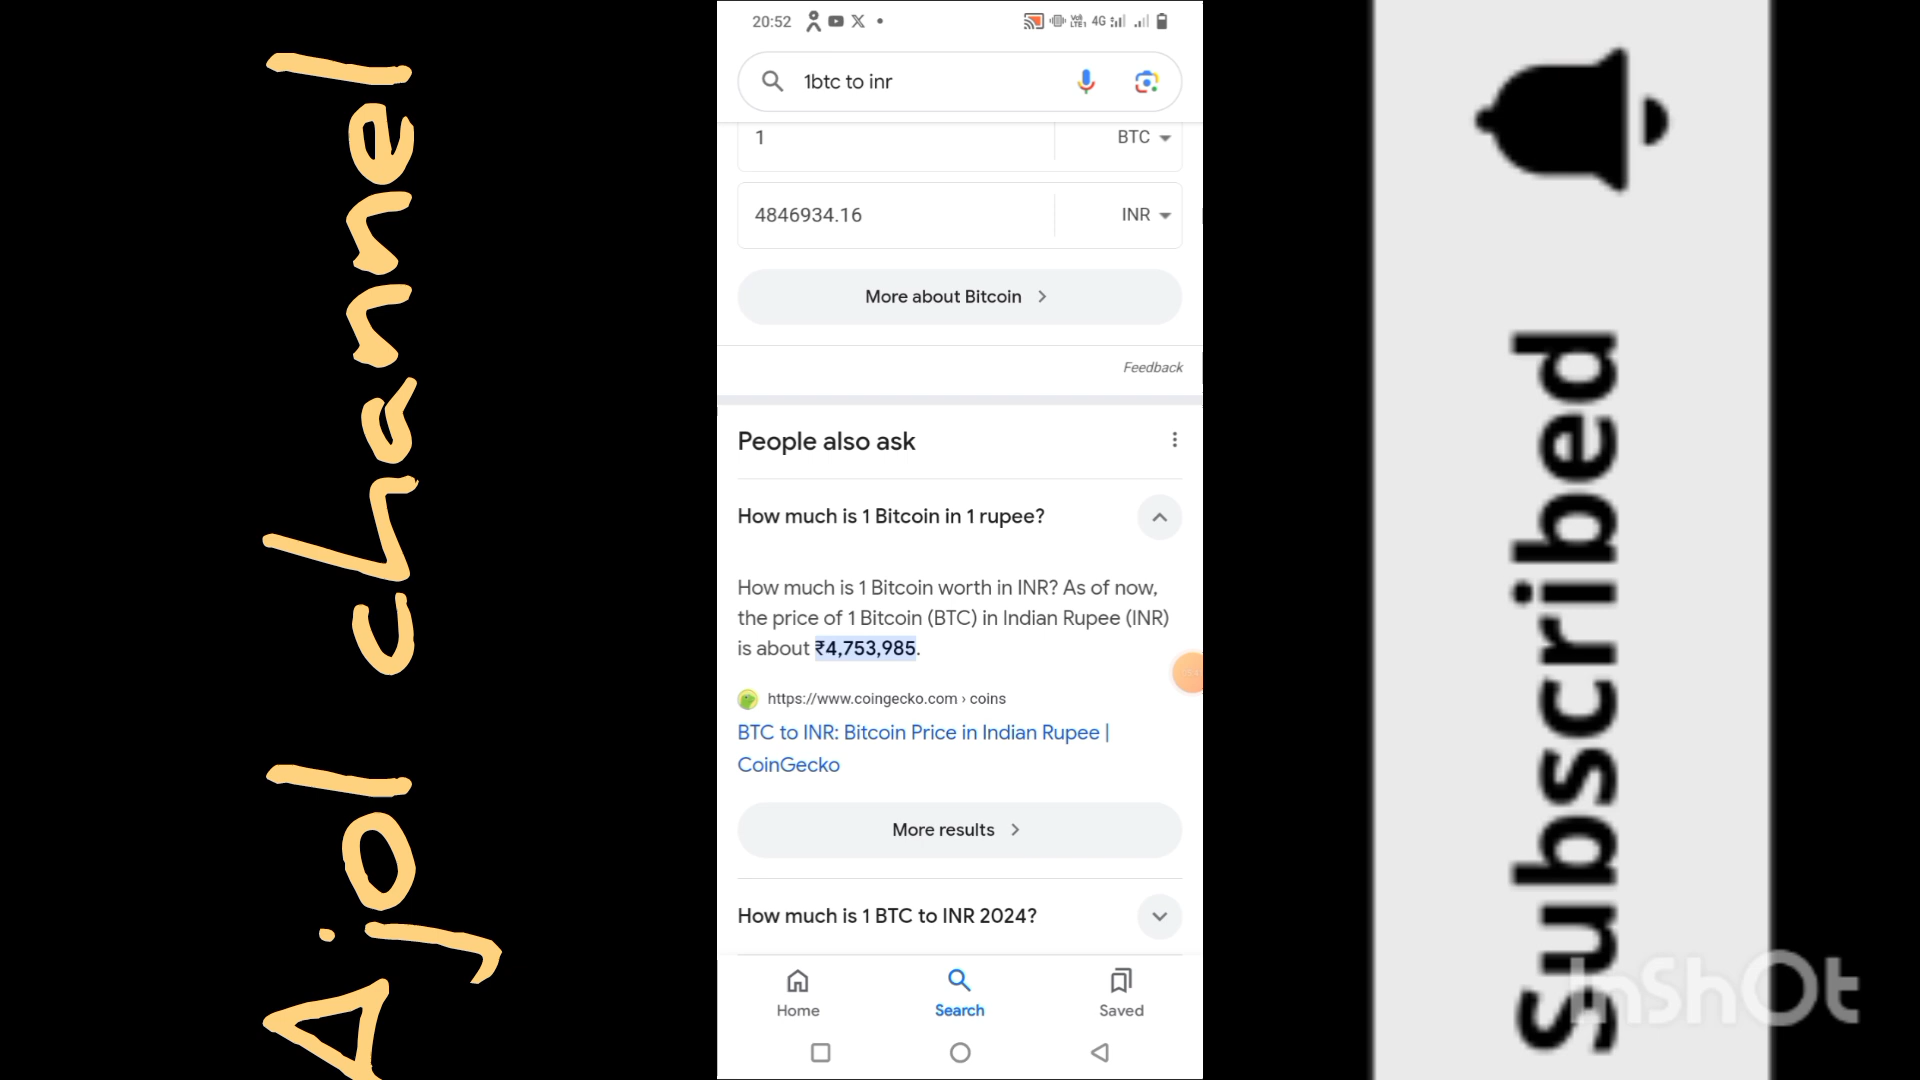 Ajol channel
20:52
VoLTE1 4G
1btc to inr
1 BTC
4846934.16 INR
More about Bitcoin
Feedback
People also ask
How much is 1 Bitcoin in 1 rupee?
How much is 1 Bitcoin worth in INR? As of now,
the price of 1 Bitcoin (BTC) in Indian Rupee (INR)
is about ₹4,753,985.
https://www.coingecko.com › coins
BTC to INR: Bitcoin Price in Indian Rupee |
CoinGecko
More results
How much is 1 BTC to INR 2024?
Home Search Saved
Subscribed
InShOt